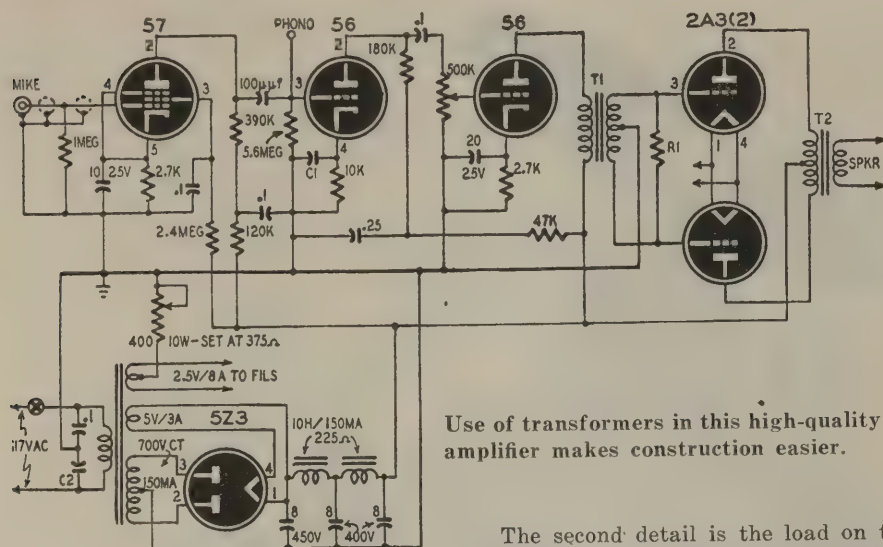 57
56
56
2A3(2)
PHONO
MIKE
2
2
2
4
3
3
3
5
4
1
4
100μμf
180K
.1
500K
T1
R1
T2
SPKR
1MEG
390K
5.6MEG
C1
10K
20
25V
2.7K
10
25V
2.7K
.1
.1
.25
47K
2.4MEG
120K
400
10W-SET AT 375Ω
2.5V/8A TO FILS
5V/3A
5Z3
10H/150MA
225Ω
117VAC
.1
C2
700V.CT
150MA
3
2
4
1
8
450V
8
400V
8
Use of transformers in this high-quality
amplifier makes construction easier.
The second detail is the load on